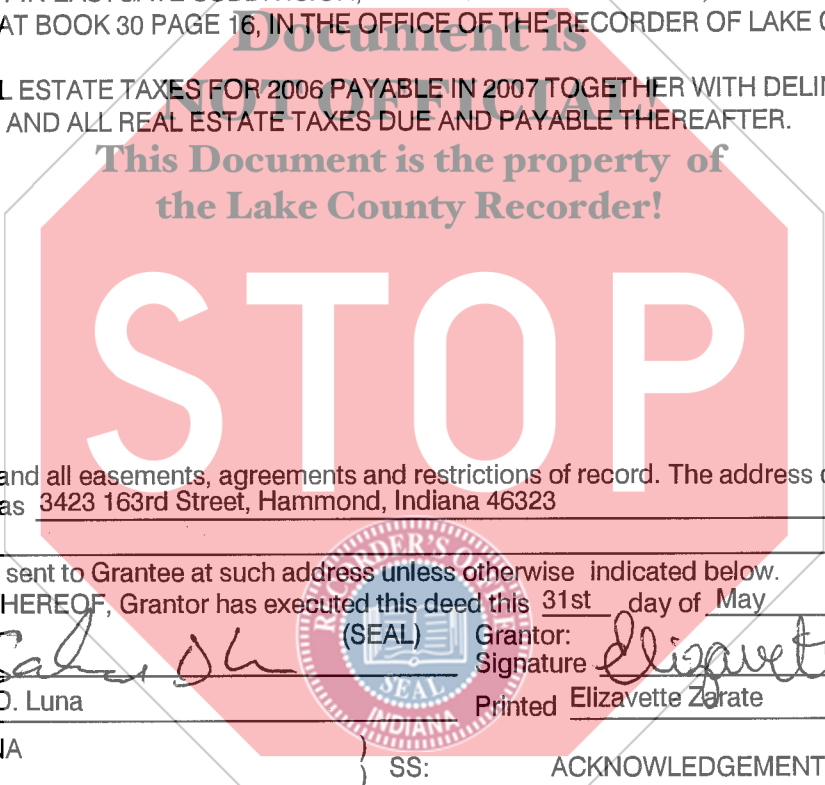 AT BOOK 30 PAGE 16, IN THE OFFICE OF THE RECORDER OF LAKE
Document is
L ESTATE TAXES FOR 2006 PAYABLE IN 2007 TOGETHER WITH DELIN
NOT OFFICIAL!
AND ALL REAL ESTATE TAXES DUE AND PAYABLE THEREAFTER.
This Document is the property of
the Lake County Recorder!
STOP
and all easements, agreements and restrictions of record. The address
as 3423 163rd Street, Hammond, Indiana 46323
sent to Grantee at such address unless otherwise indicated below.
HEREOF, Grantor has executed this deed this 31st day of May
(SEAL) Grantor:
Signature Elizavet
D. Luna
Printed Elizavette Zarate
RECORDER'S OFFICE
SEAL
INDIANA
NA
SS: ACKNOWLEDGEMENT